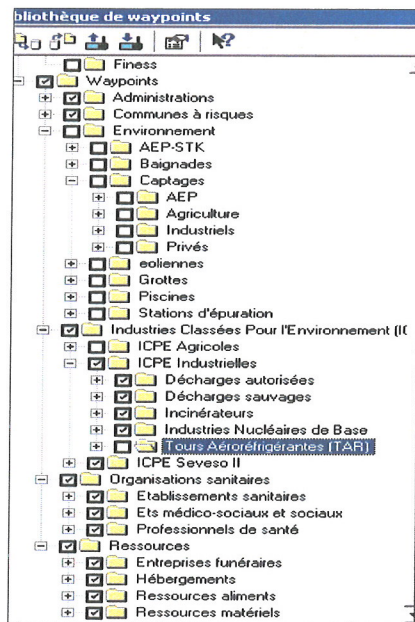 bliothèque de waypoints
Finess
Waypoints
Administrations
Communes à risques
Environnement
AEP-STK
Baignades
Captages
AEP
Agriculture
Industriels
Privés
eoliennes
Grottes
Piscines
Stations d'épuration
Industries Classées Pour l'Environnement (IC
ICPE Agricoles
ICPE Industrielles
Décharges autorisées
Décharges sauvages
Incinérateurs
Industries Nucléaires de Base
Tours Aéroréfrigérantes (TAR)
ICPE Seveso II
Organisations sanitaires
Etablissements sanitaires
Ets médico-sociaux et sociaux
Professionnels de santé
Ressources
Entreprises funéraires
Hébergements
Ressources aliments
Ressources matériels